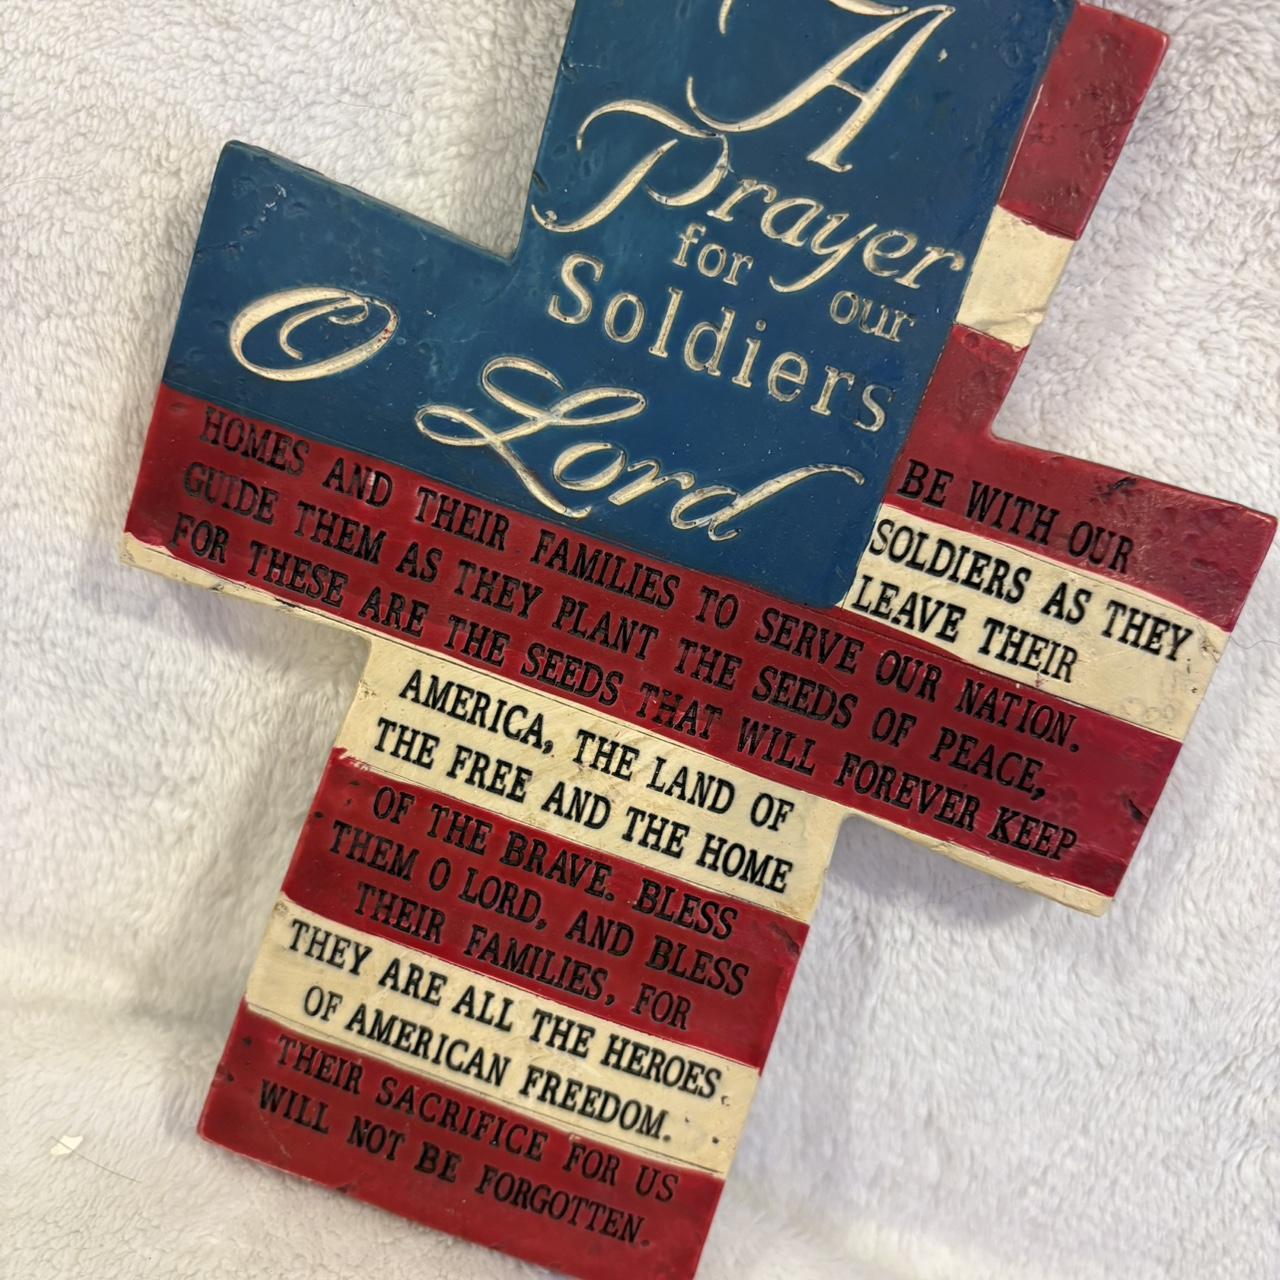 A
Prayer
for our
Soldiers
O Lord
BE WITH OUR
SOLDIERS AS THEY
LEAVE THEIR
HOMES AND THEIR FAMILIES TO SERVE OUR NATION.
GUIDE THEM AS THEY PLANT THE SEEDS OF PEACE,
FOR THESE ARE THE SEEDS THAT WILL FOREVER KEEP
AMERICA, THE LAND OF
THE FREE AND THE HOME
OF THE BRAVE. BLESS
THEM O LORD, AND BLESS
THEIR FAMILIES, FOR
THEY ARE ALL THE HEROES
OF AMERICAN FREEDOM.
THEIR SACRIFICE FOR US
WILL NOT BE FORGOTTEN.